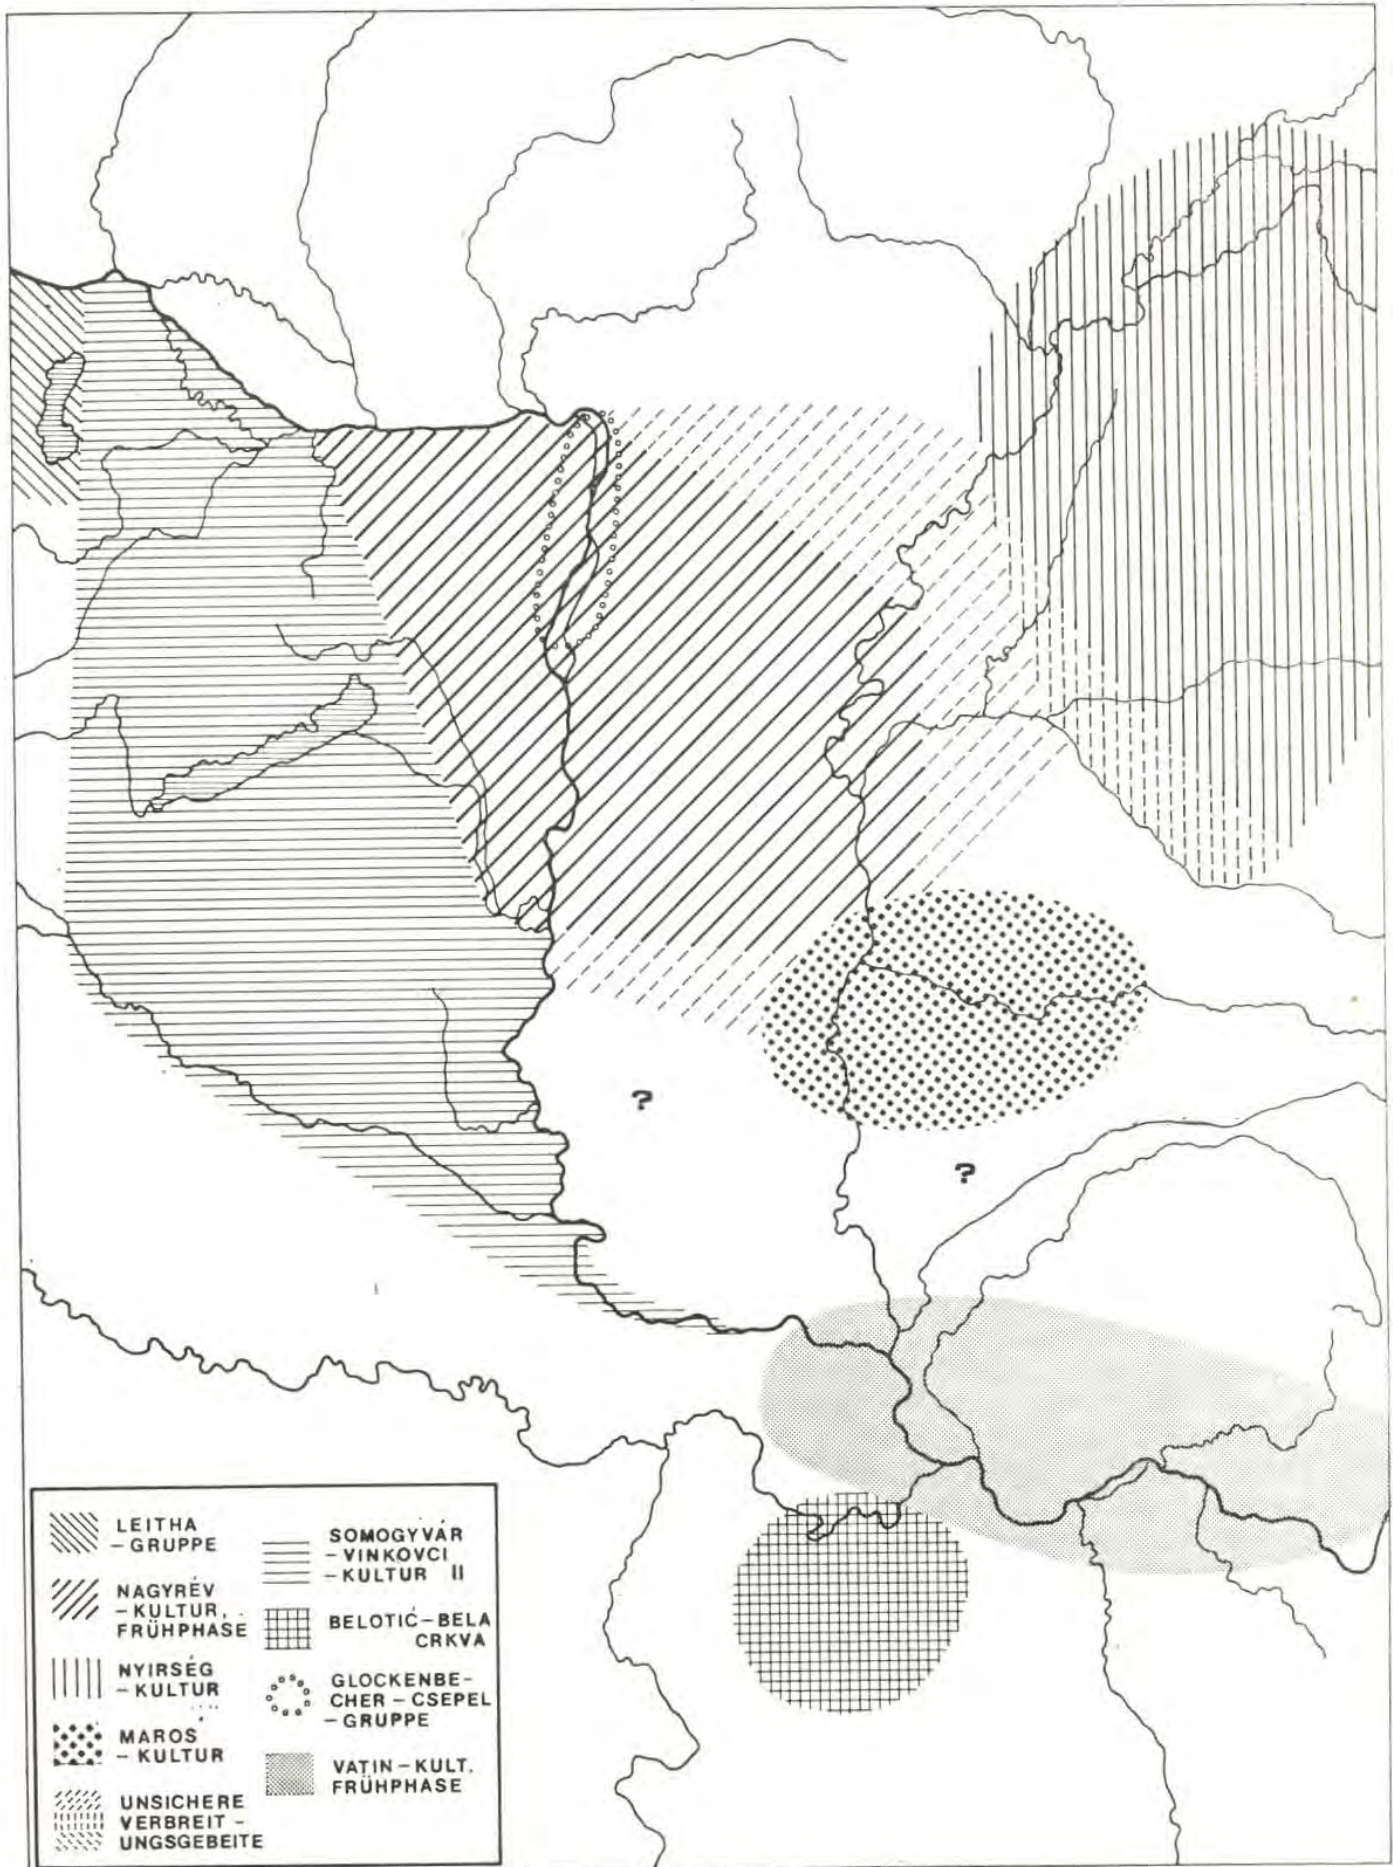 ?
?
LEITHA
– GRUPPE
NAGYRÉV
– KULTUR,
FRÜHPHASE
NYIRSÉG
– KULTUR
MAROS
– KULTUR
UNSICHERE
VERBREIT –
UNGSGEBEITE
SOMOGYVÁR
– VINKOVCI
– KULTUR II
BELOTIĆ – BELA
CRKVA
GLOCKENBE –
CHER – CSEPEL
– GRUPPE
VATIN – KULT.
FRÜHPHASE